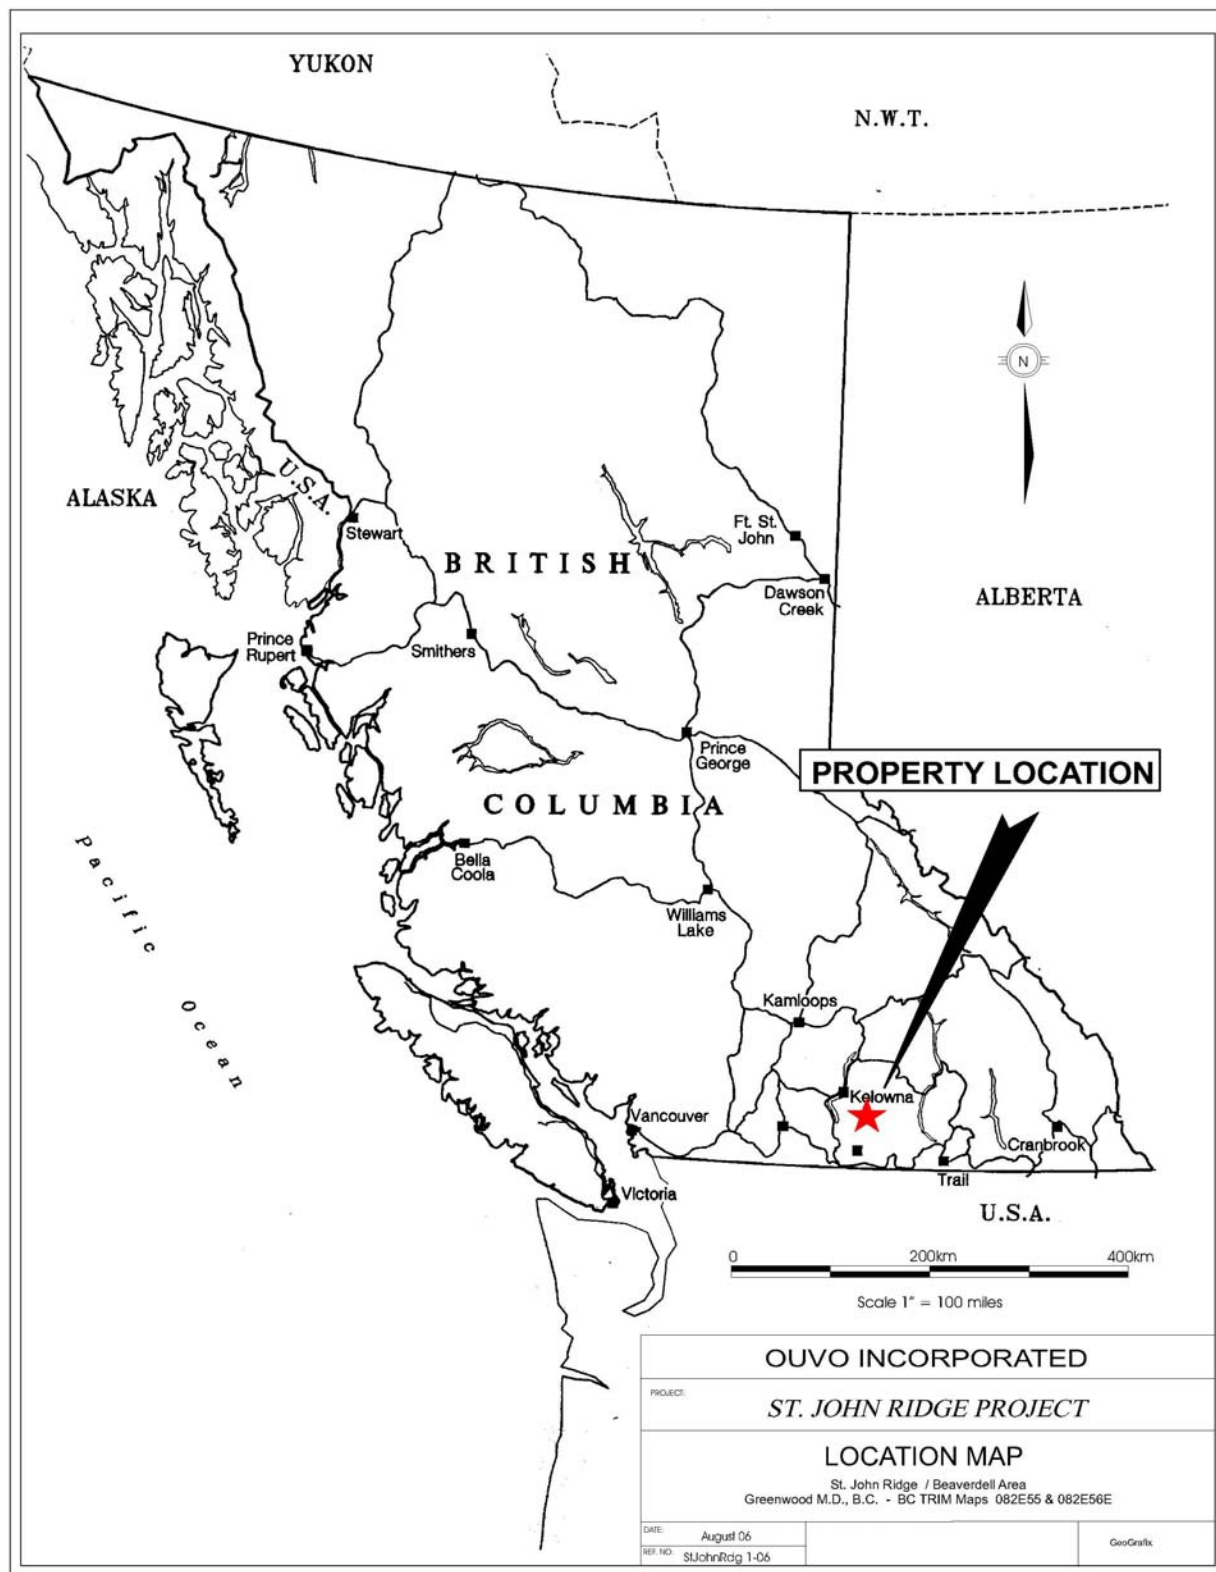 YUKON
N.W.T.
N
U.S.A.
ALASKA
Stewart
Ft. St.
John
BRITISH
Dawson
Creek
ALBERTA
Prince
Rupert
Smithers
Prince
George
PROPERTY LOCATION
COLUMBIA
Bella
Coola
Williams
Lake
Pacific
Ocean
Kamloops
Kelowna
Vancouver
Cranbrook
Trail
Victoria
U.S.A.
0 200km 400km
Scale 1" = 100 miles
OUVO INCORPORATED
PROJECT:
ST. JOHN RIDGE PROJECT
LOCATION MAP
St. John Ridge / Beaverdell Area
Greenwood M.D., B.C. - BC TRIM Maps 082E55 & 082E56E
DATE: August 06
REF. NO: StJohnRdg 1-06
GeoGrafix